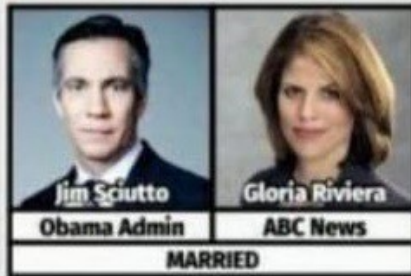 Jim Sciutto
Gloria Riviera
Obama Admin
ABC News
MARRIED